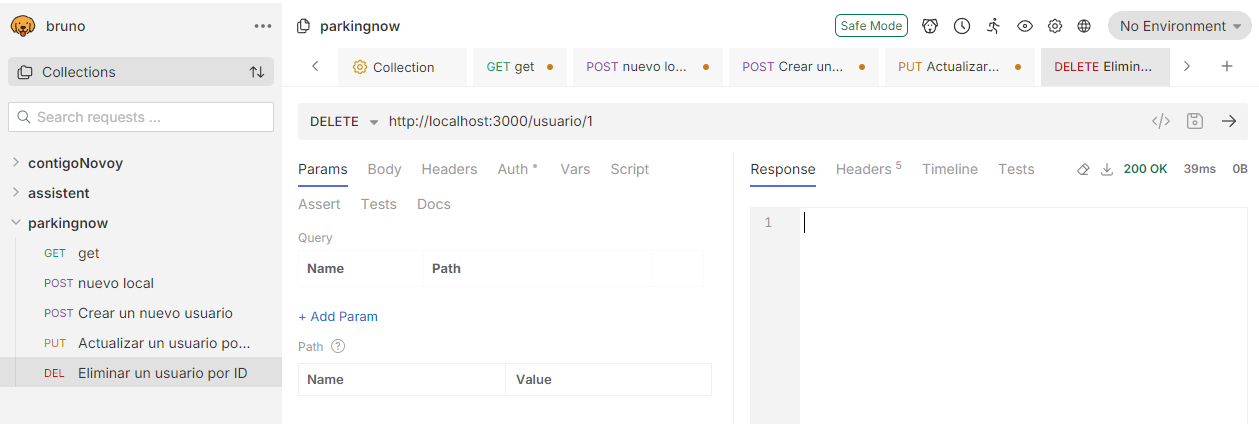 bruno
parkingnow
Safe Mode
No Environment
Collections
Collection
GET get
POST nuevo lo...
POST Crear un...
PUT Actualizar...
DELETE Elimin...
Search requests ...
DELETE http://localhost:3000/usuario/1
contigoNovoy
assistent
parkingnow
GET get
POST nuevo local
POST Crear un nuevo usuario
PUT Actualizar un usuario po...
DEL Eliminar un usuario por ID
Params Body Headers Auth Vars Script
Assert Tests Docs
Query
Name Path
+ Add Param
Path ?
Name Value
Response Headers 5 Timeline Tests 200 OK 39ms 0B
1